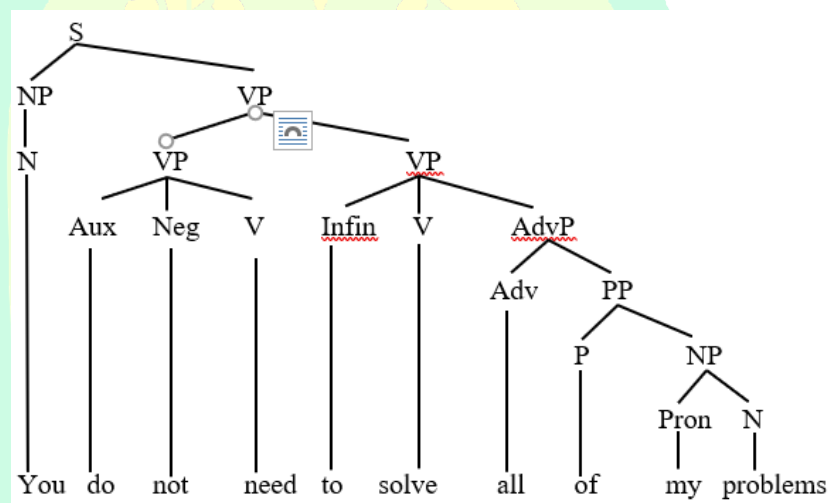 S
NP VP
N VP VP
Aux Neg V Infin V AdvP
Adv PP
P NP
Pron N
You do not need to solve all of my problems